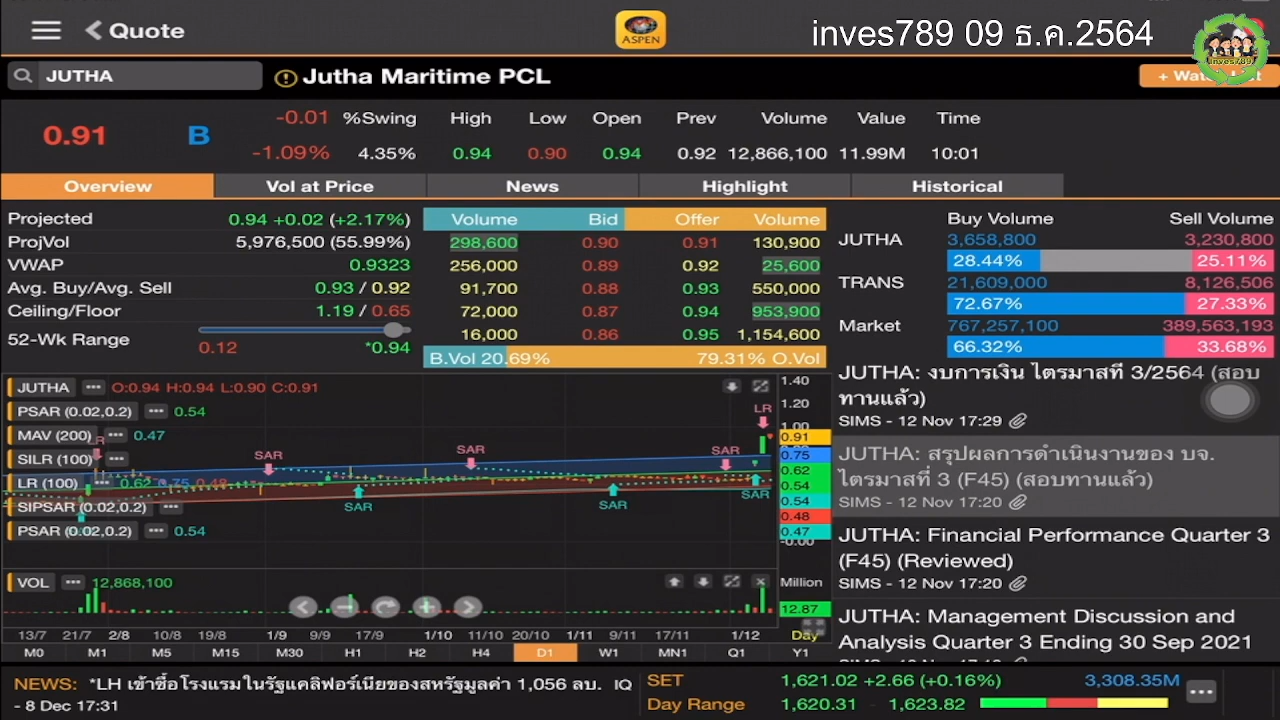 Quote
ASPEN
inves789 09 ธ.ค.2564
inves789
JUTHA
Jutha Maritime PCL
0.91 B
-0.01 %Swing High Low Open Prev Volume Value Time
-1.09% 4.35% 0.94 0.90 0.94 0.92 12,866,100 11.99M 10:01
Overview Vol at Price News Highlight Historical
Projected 0.94 +0.02 (+2.17%)
ProjVol 5,976,500 (55.99%)
VWAP 0.9323
Avg. Buy/Avg. Sell 0.93 / 0.92
Ceiling/Floor 1.19 / 0.65
52-Wk Range
0.12 *0.94
Volume Bid Offer Volume
298,600 0.90 0.91 130,900
256,000 0.89 0.92 25,600
91,700 0.88 0.93 550,000
72,000 0.87 0.94 953,900
16,000 0.86 0.95 1,154,600
B.Vol 20.69% 79.31% O.Vol
Buy Volume Sell Volume
JUTHA 3,658,800 3,230,800
28.44% 25.11%
TRANS 21,609,000 8,126,506
72.67% 27.33%
Market 767,257,100 389,563,193
66.32% 33.68%
JUTHA O:0.94 H:0.94 L:0.90 C:0.91
PSAR (0.02,0.2) 0.54
MAV (200) 0.47
SILR (100)
LR (100) 0.62 0.75 0.48
SIPSAR (0.02,0.2)
PSAR (0.02,0.2) 0.54
SAR
SAR
SAR
SAR
SAR
SAR
LR
1.40
1.20
1.00
0.91
0.75
0.62
0.54
0.54
0.48
0.47
-0.00
VOL 12,868,100
Million
12.87
13/7 21/7 2/8 10/8 19/8 1/9 9/9 17/9 1/10 11/10 20/10 1/11 9/11 17/11 1/12 Day
M0 M1 M5 M15 M30 H1 H2 H4 D1 W1 MN1 Q1 Y1
JUTHA: งบการเงิน ไตรมาสที่ 3/2564 (สอบ
ทานแล้ว)
SIMS - 12 Nov 17:29
JUTHA: สรุปผลการดำเนินงานของ บจ.
ไตรมาสที่ 3 (F45) (สอบทานแล้ว)
SIMS - 12 Nov 17:20
JUTHA: Financial Performance Quarter 3
(F45) (Reviewed)
SIMS - 12 Nov 17:20
JUTHA: Management Discussion and
Analysis Quarter 3 Ending 30 Sep 2021
NEWS: *LH เข้าซื้อโรงแรมในรัฐแคลิฟอร์เนียของสหรัฐมูลค่า 1,056 ลบ. IQ
- 8 Dec 17:31
SET 1,621.02 +2.66 (+0.16%) 3,308.35M
Day Range 1,620.31 - 1,623.82